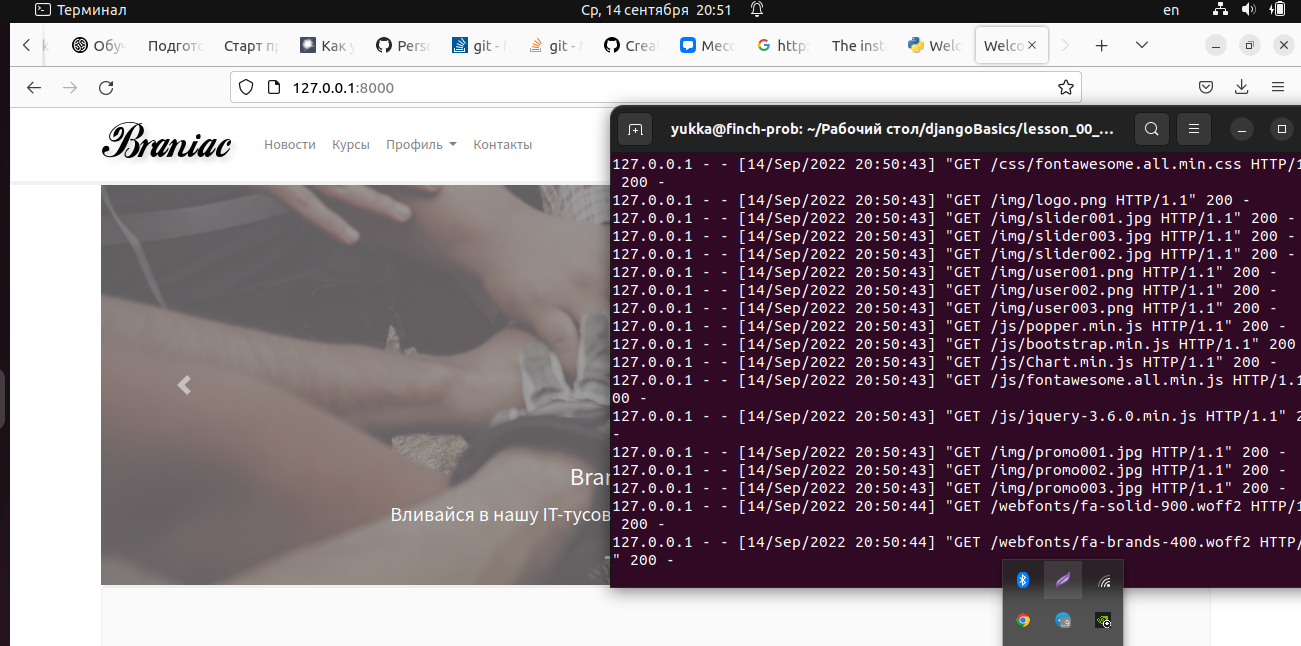 Терминал
Ср, 14 сентября 20:51
en
Обуч
Подгото
Старт п
Как у
Perso
git -
git -
Crea
Месс
http:
The inst
Welc
Welco
127.0.0.1:8000
Braniac
Новости
Курсы
Профиль
Контакты
yukka@finch-prob: ~/Рабочий стол/djangoBasics/lesson_00_...
127.0.0.1 - - [14/Sep/2022 20:50:43] "GET /css/fontawesome.all.min.css HTTP/1
200 -
127.0.0.1 - - [14/Sep/2022 20:50:43] "GET /img/logo.png HTTP/1.1" 200 -
127.0.0.1 - - [14/Sep/2022 20:50:43] "GET /img/slider001.jpg HTTP/1.1" 200 -
127.0.0.1 - - [14/Sep/2022 20:50:43] "GET /img/slider003.jpg HTTP/1.1" 200 -
127.0.0.1 - - [14/Sep/2022 20:50:43] "GET /img/slider002.jpg HTTP/1.1" 200 -
127.0.0.1 - - [14/Sep/2022 20:50:43] "GET /img/user001.png HTTP/1.1" 200 -
127.0.0.1 - - [14/Sep/2022 20:50:43] "GET /img/user002.png HTTP/1.1" 200 -
127.0.0.1 - - [14/Sep/2022 20:50:43] "GET /img/user003.png HTTP/1.1" 200 -
127.0.0.1 - - [14/Sep/2022 20:50:43] "GET /js/popper.min.js HTTP/1.1" 200 -
127.0.0.1 - - [14/Sep/2022 20:50:43] "GET /js/bootstrap.min.js HTTP/1.1" 200
127.0.0.1 - - [14/Sep/2022 20:50:43] "GET /js/Chart.min.js HTTP/1.1" 200 -
127.0.0.1 - - [14/Sep/2022 20:50:43] "GET /js/fontawesome.all.min.js HTTP/1.1
00 -
127.0.0.1 - - [14/Sep/2022 20:50:43] "GET /js/jquery-3.6.0.min.js HTTP/1.1" 2
-
127.0.0.1 - - [14/Sep/2022 20:50:43] "GET /img/promo001.jpg HTTP/1.1" 200 -
127.0.0.1 - - [14/Sep/2022 20:50:43] "GET /img/promo002.jpg HTTP/1.1" 200 -
127.0.0.1 - - [14/Sep/2022 20:50:43] "GET /img/promo003.jpg HTTP/1.1" 200 -
127.0.0.1 - - [14/Sep/2022 20:50:44] "GET /webfonts/fa-solid-900.woff2 HTTP/1
200 -
127.0.0.1 - - [14/Sep/2022 20:50:44] "GET /webfonts/fa-brands-400.woff2 HTTP/
" 200 -
Bran
Вливайся в нашу IT-тусов